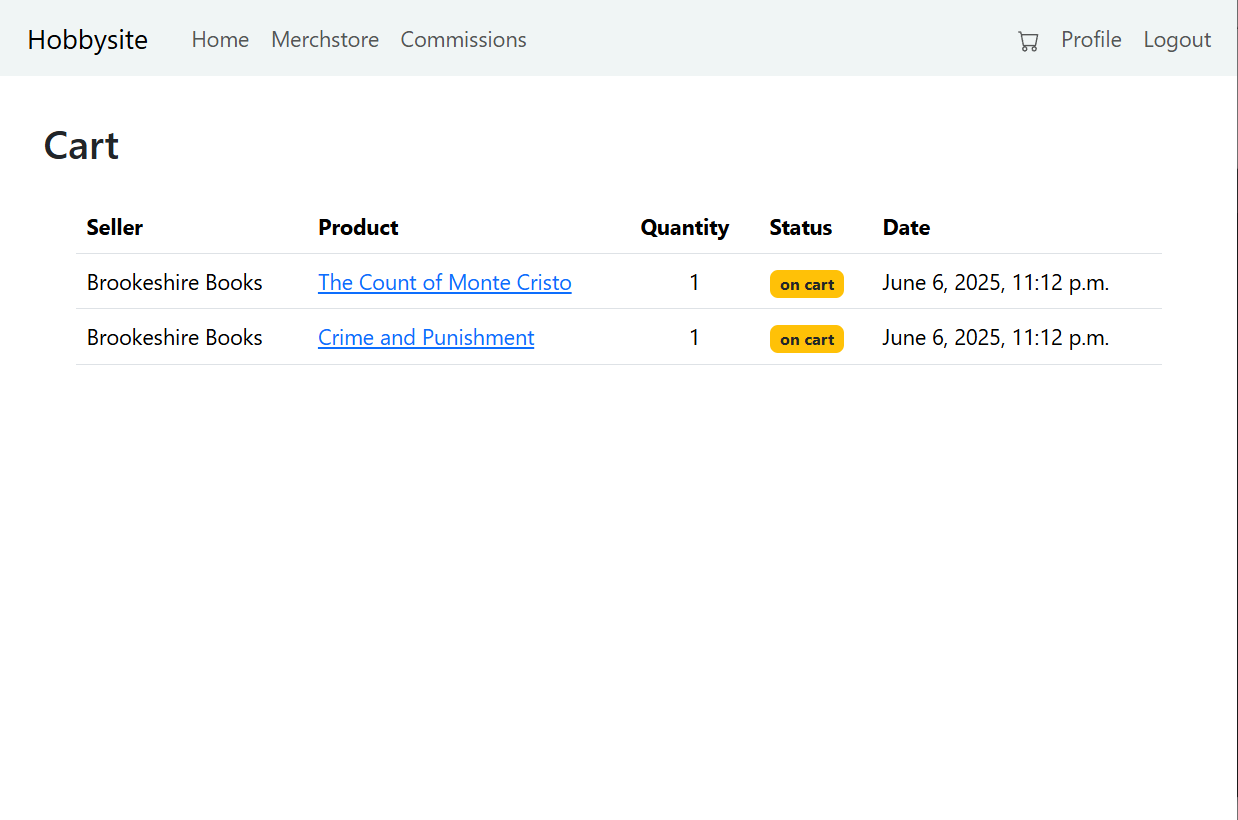 Hobbysite Home Merchstore Commissions Profile Logout
Cart
Seller Product Quantity Status Date
Brookeshire Books The Count of Monte Cristo 1 on cart June 6, 2025, 11:12 p.m.
Brookeshire Books Crime and Punishment 1 on cart June 6, 2025, 11:12 p.m.